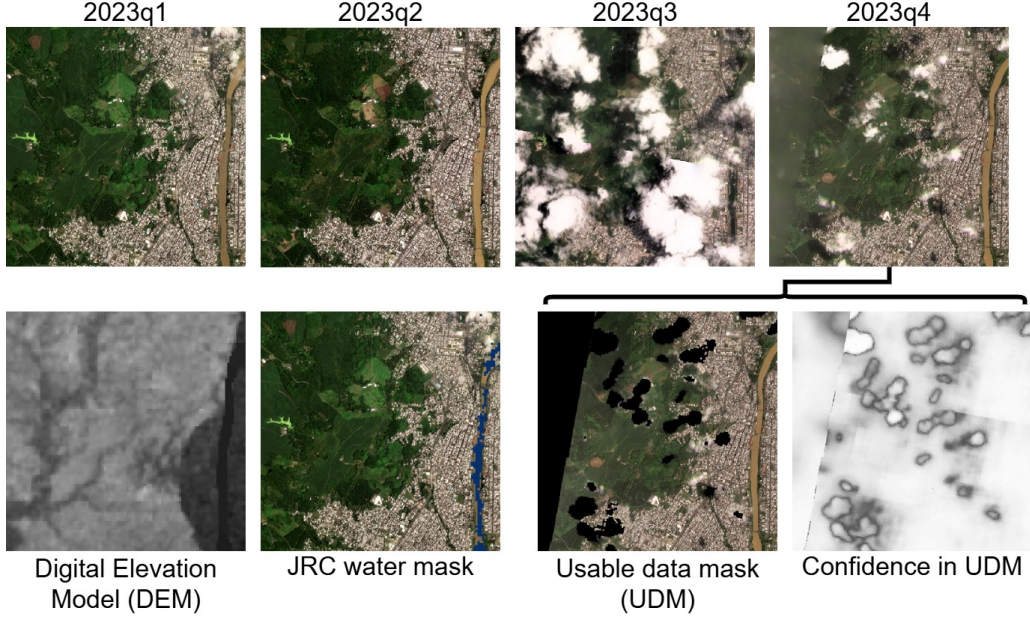 2023q1
2023q2
2023q3
2023q4
Digital Elevation
Model (DEM)
JRC water mask
Usable data mask
(UDM)
Confidence in UDM